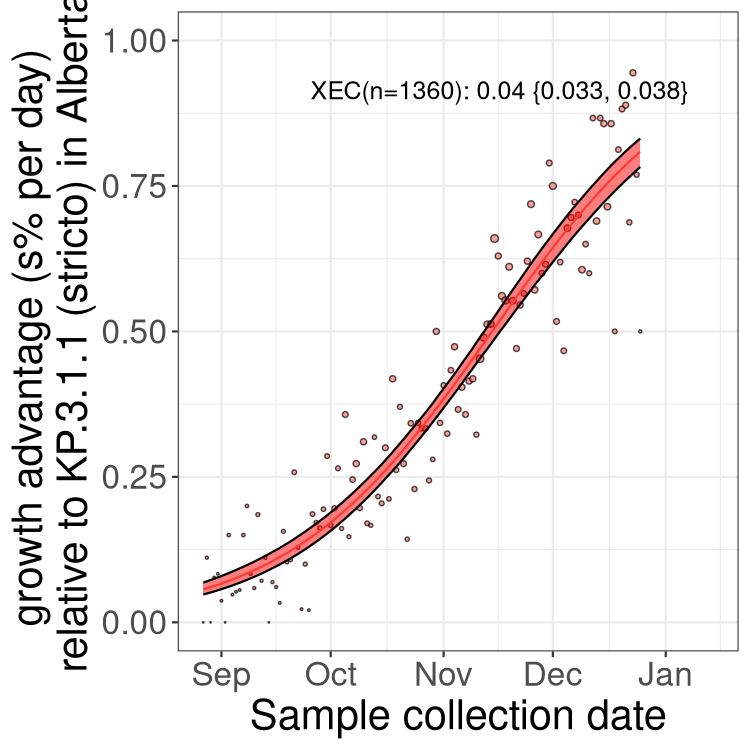 growth advantage (s% per day)
relative to KP.3.1.1 (stricto) in Alberta
1.00
0.75
0.50
0.25
0.00
XEC(n=1360): 0.04 {0.033, 0.038}
Sep Oct Nov Dec Jan
Sample collection date